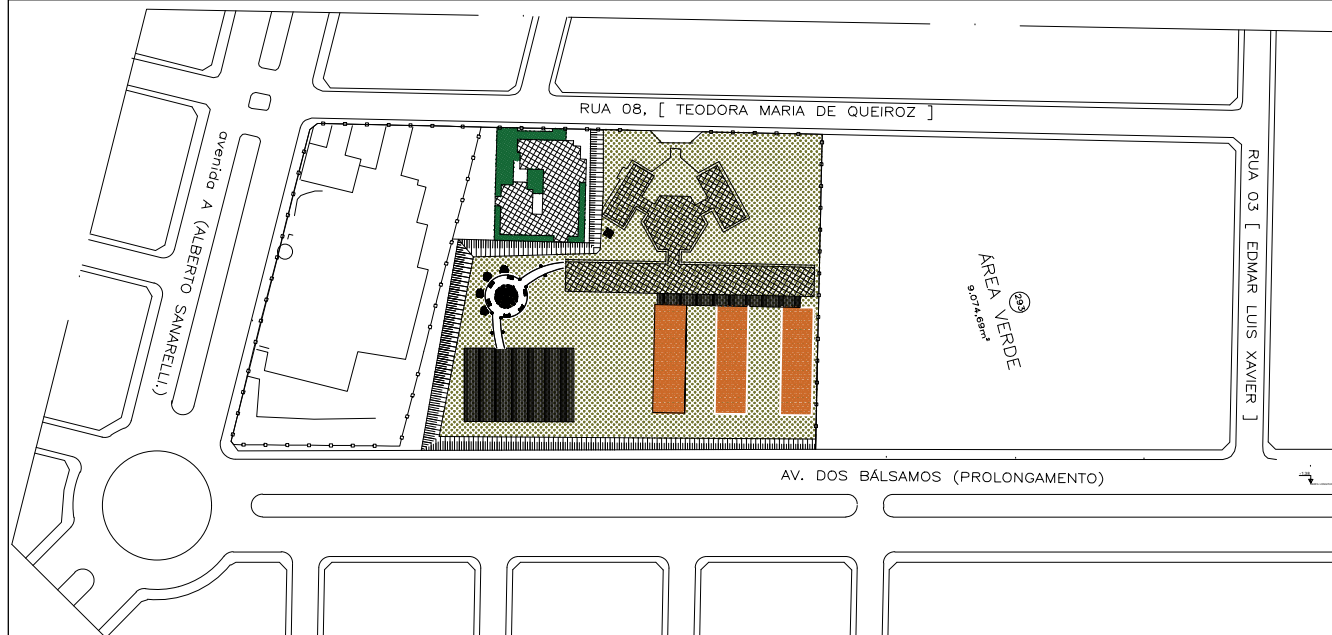 RUA 08, [ TEODORA MARIA DE QUEIROZ ]
avenida A (ALBERTO SANARELLI.)
RUA 03 [ EDMAR LUIS XAVIER ]
293
ÁREA VERDE
9.074,69m²
AV. DOS BÁLSAMOS (PROLONGAMENTO)